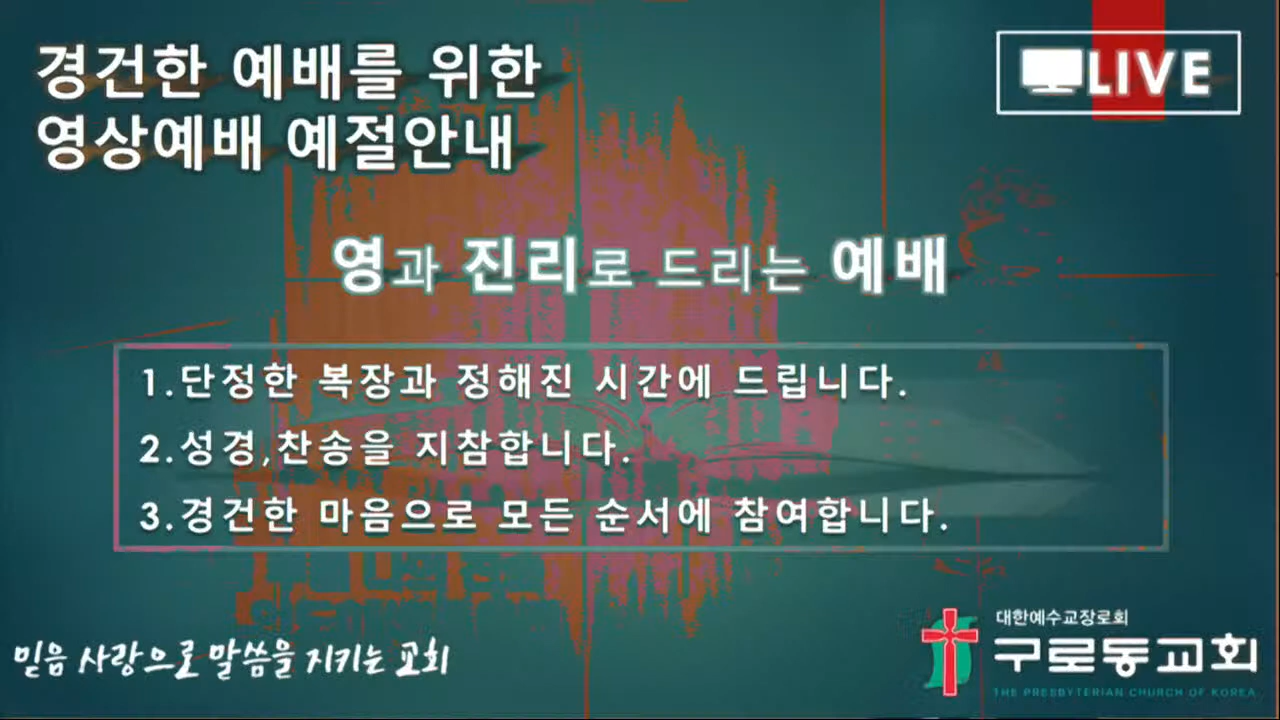 경건한 예배를 위한
영상예배 예절안내
LIVE
영과 진리로 드리는 예배
1.단정한 복장과 정해진 시간에 드립니다.
2.성경,찬송을 지참합니다.
3.경건한 마음으로 모든 순서에 참여합니다.
믿음 사랑으로 말씀을 지키는 교회
대한예수교장로회
구로동교회
THE PRESBYTERIAN CHURCH OF KOREA